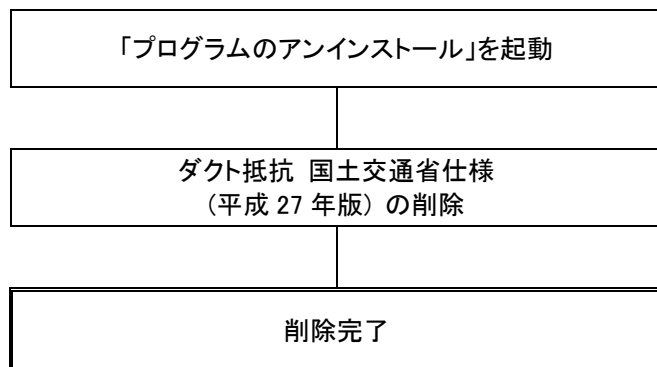 「プログラムのアンインストール」を起動
ダクト抵抗 国土交通省仕様
(平成 27 年版) の削除
削除完了